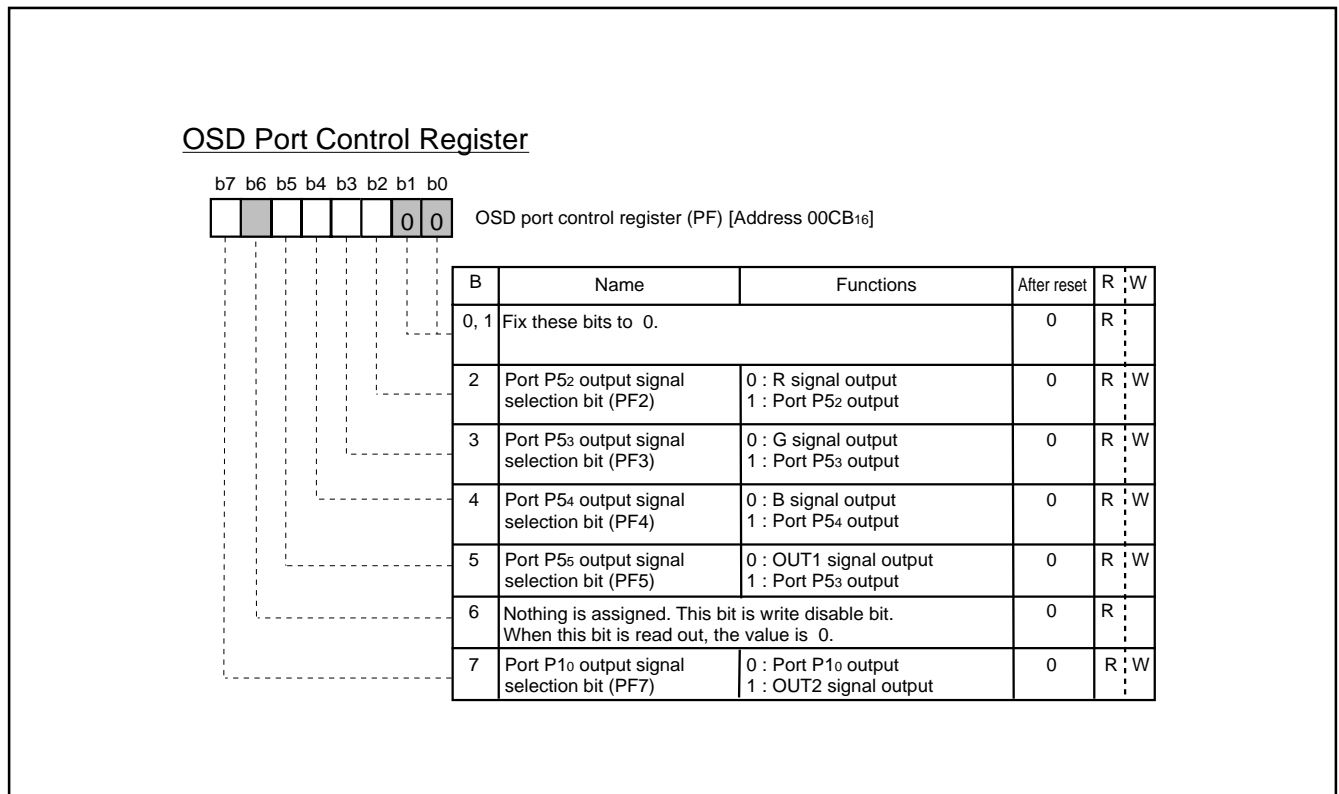 OSD Port Control Register
b7 b6 b5 b4 b3 b2 b1 b0
0 0
OSD port control register (PF) [Address 00CB16]
B Name Functions After reset R W
0, 1 Fix these bits to 0. 0 R
2 Port P52 output signal selection bit (PF2) 0 : R signal output 0 R W
1 : Port P52 output
3 Port P53 output signal selection bit (PF3) 0 : G signal output 0 R W
1 : Port P53 output
4 Port P54 output signal selection bit (PF4) 0 : B signal output 0 R W
1 : Port P54 output
5 Port P55 output signal selection bit (PF5) 0 : OUT1 signal output 0 R W
1 : Port P53 output
6 Nothing is assigned. This bit is write disable bit. 0 R
When this bit is read out, the value is 0.
7 Port P10 output signal selection bit (PF7) 0 : Port P10 output 0 R W
1 : OUT2 signal output